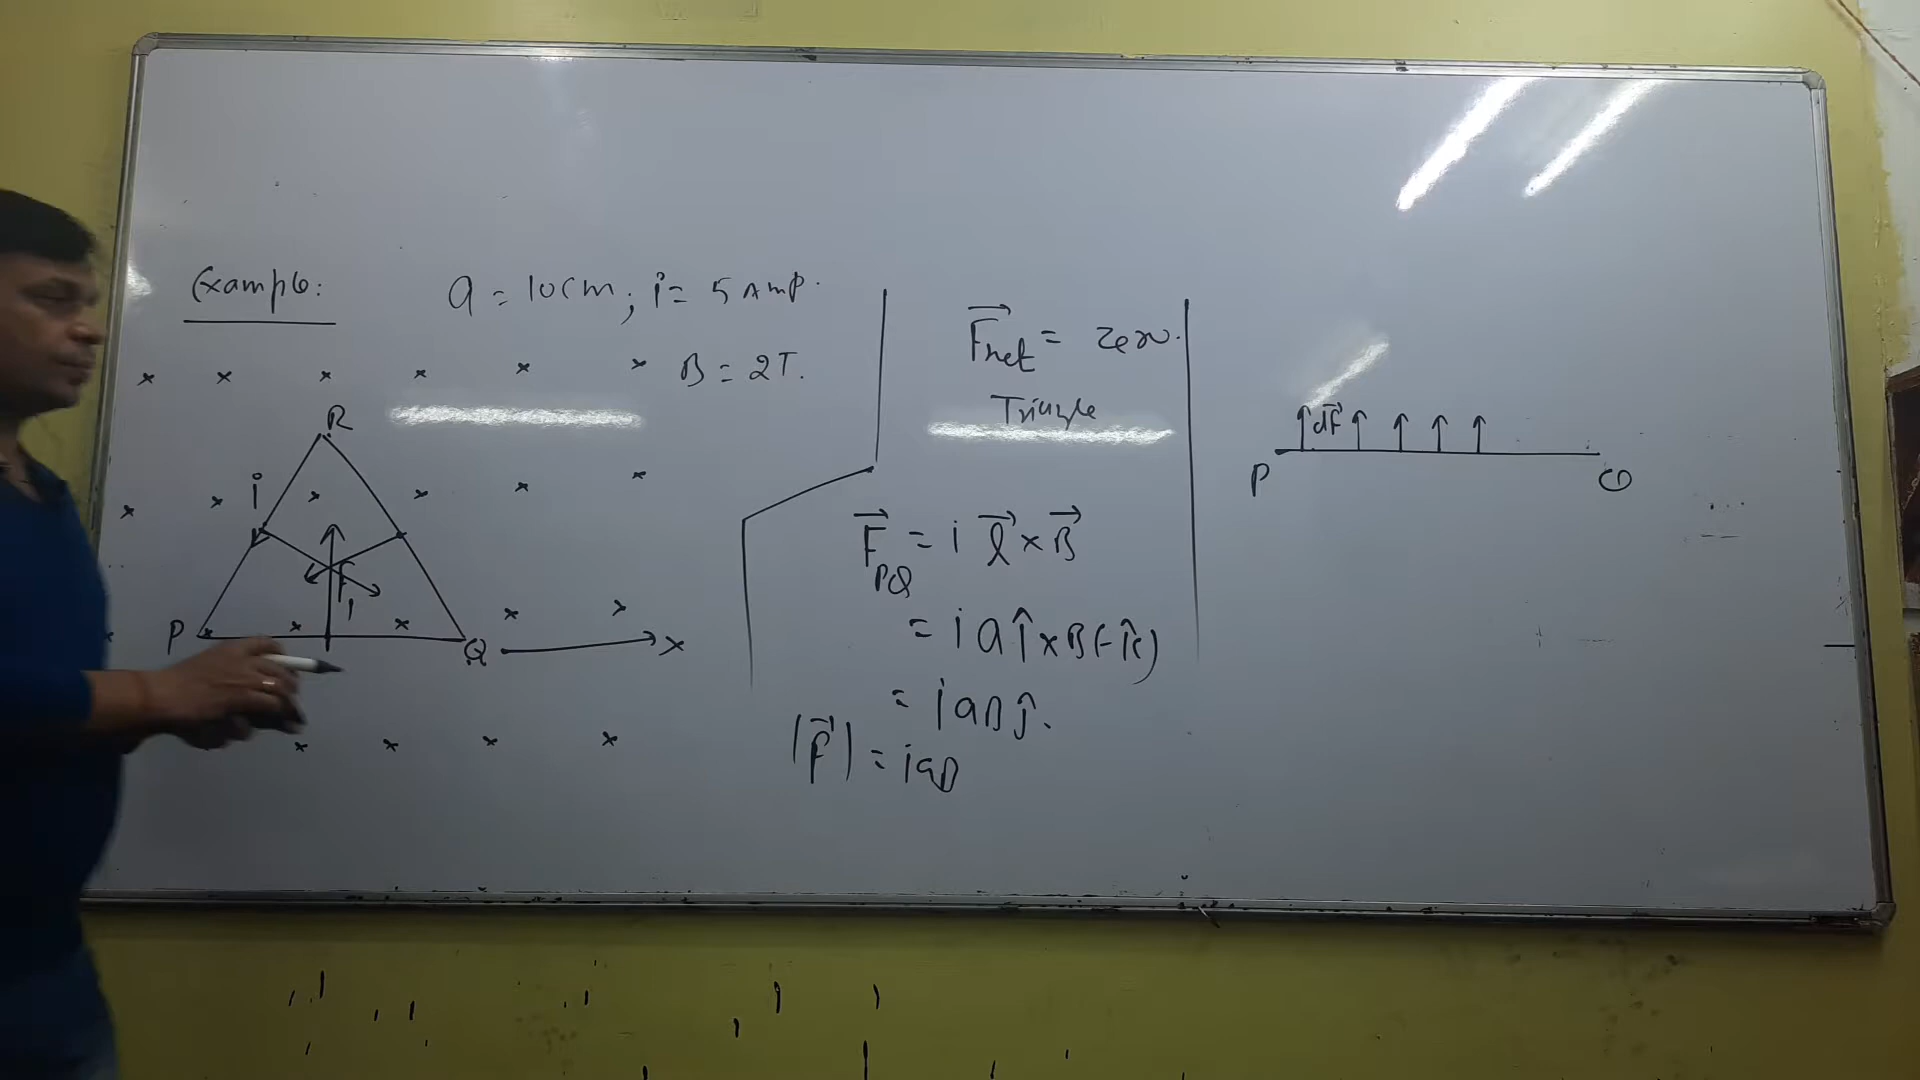 Example:
a = 10cm; i = 5 Amp.
B = 2T.
R
i
F₁
P
Q
X
F⃗net = Zero.
Triangle
F⃗PQ = i l⃗ × B⃗
= i a î × B(-k̂)
= i a B ĵ.
|F⃗| = i a B
dF⃗
P
Q